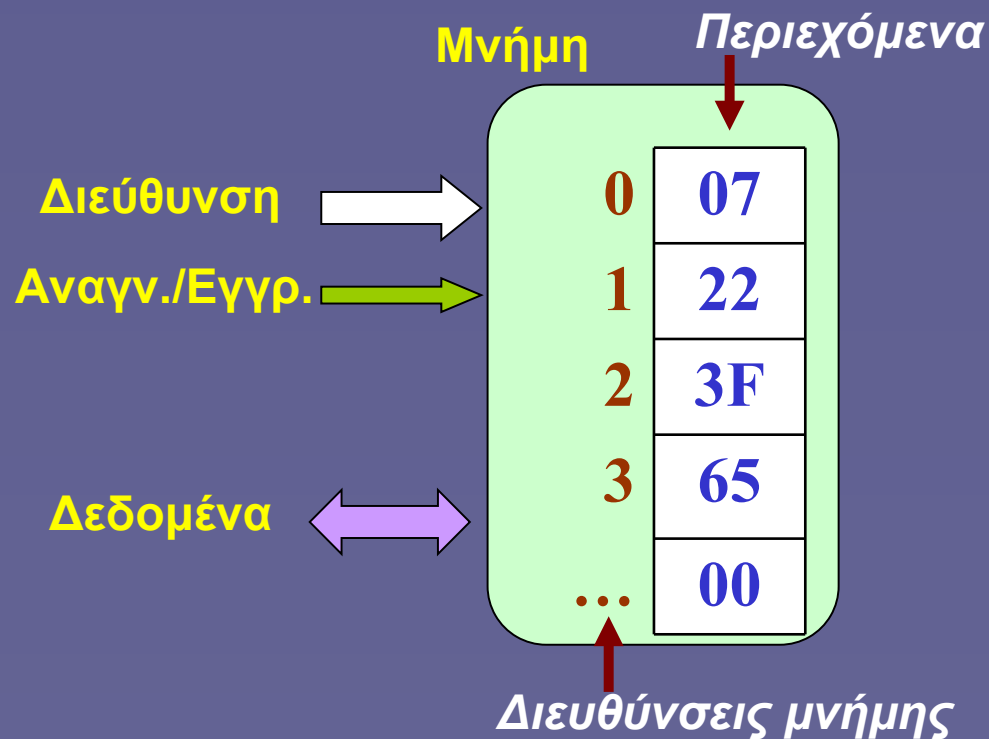 Μνήμη
Περιεχόμενα
Διεύθυνση
0 07
Αναγν./Εγγρ.
1 22
2 3F
3 65
Δεδομένα
... 00
Διευθύνσεις μνήμης